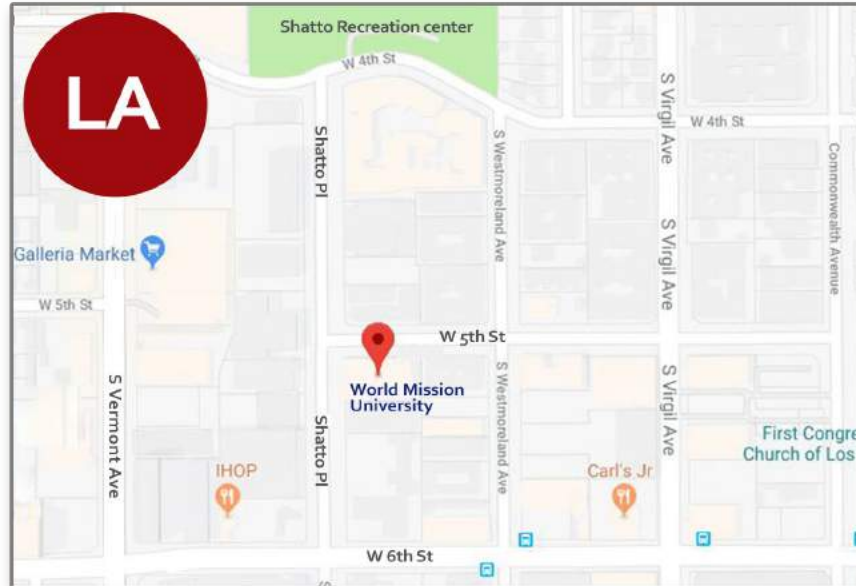 Shatto Recreation center
LA
W 4th St
Shatto Pl
S Westmoreland Ave
S Virgil Ave
W 4th St
Commonwealth Avenue
S Virgil Ave
Galleria Market
W 5th St
W 5th St
World Mission
University
S Vermont Ave
Shatto Pl
S Westmoreland Ave
S Virgil Ave
First Congre
Church of Los
IHOP
Carl's Jr
W 6th St
S